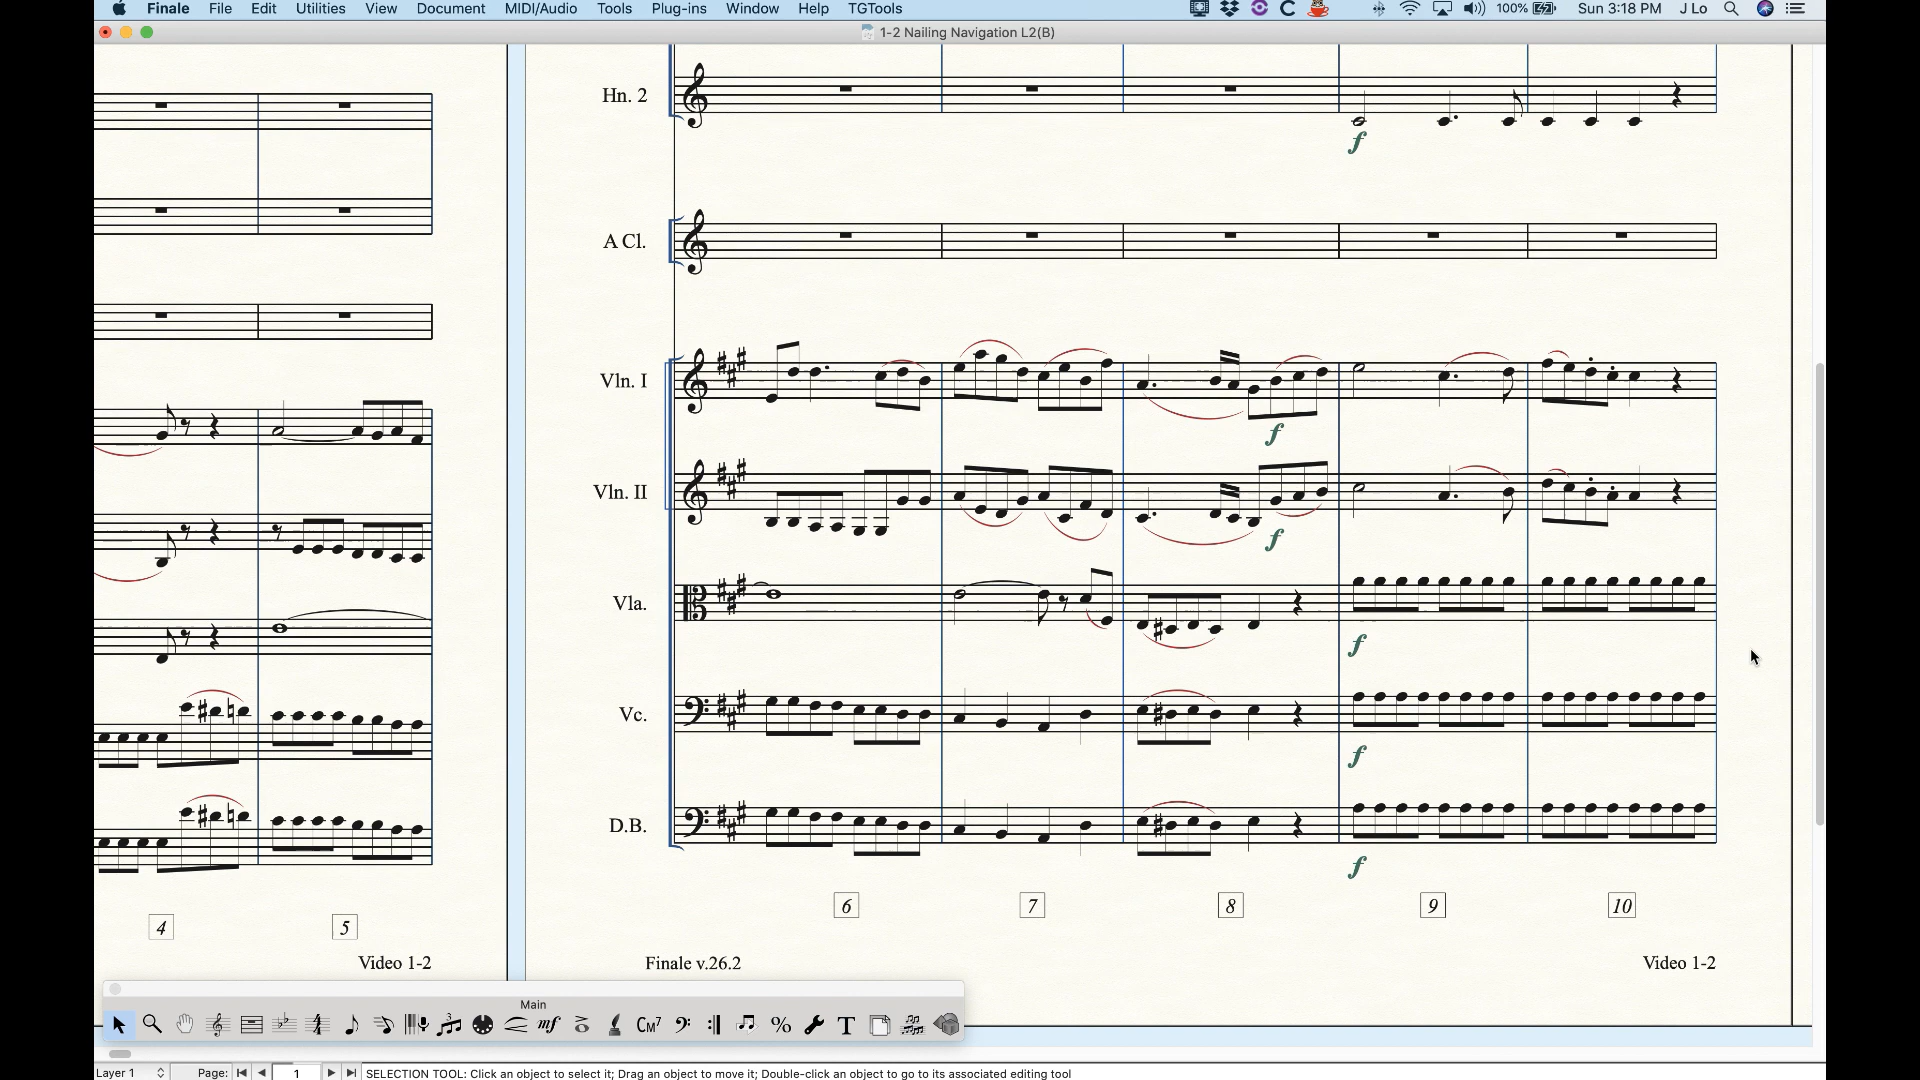 Finale File Edit Utilities View Document MIDI/Audio Tools Plug-ins Window Help TGTools 100% Sun 3:18 PM J Lo
1-2 Nailing Navigation L2(B)
Hn. 2
f
A Cl.
Vln. I
f
Vln. II
f
Vla.
f
Vc.
f
D.B.
f
6 7 8 9 10
4 5
Video 1-2 Finale v.26.2 Video 1-2
Main
mf CM7 % T
Layer 1 Page: 1 SELECTION TOOL: Click an object to select it; Drag an object to move it; Double-click an object to go to its associated editing tool